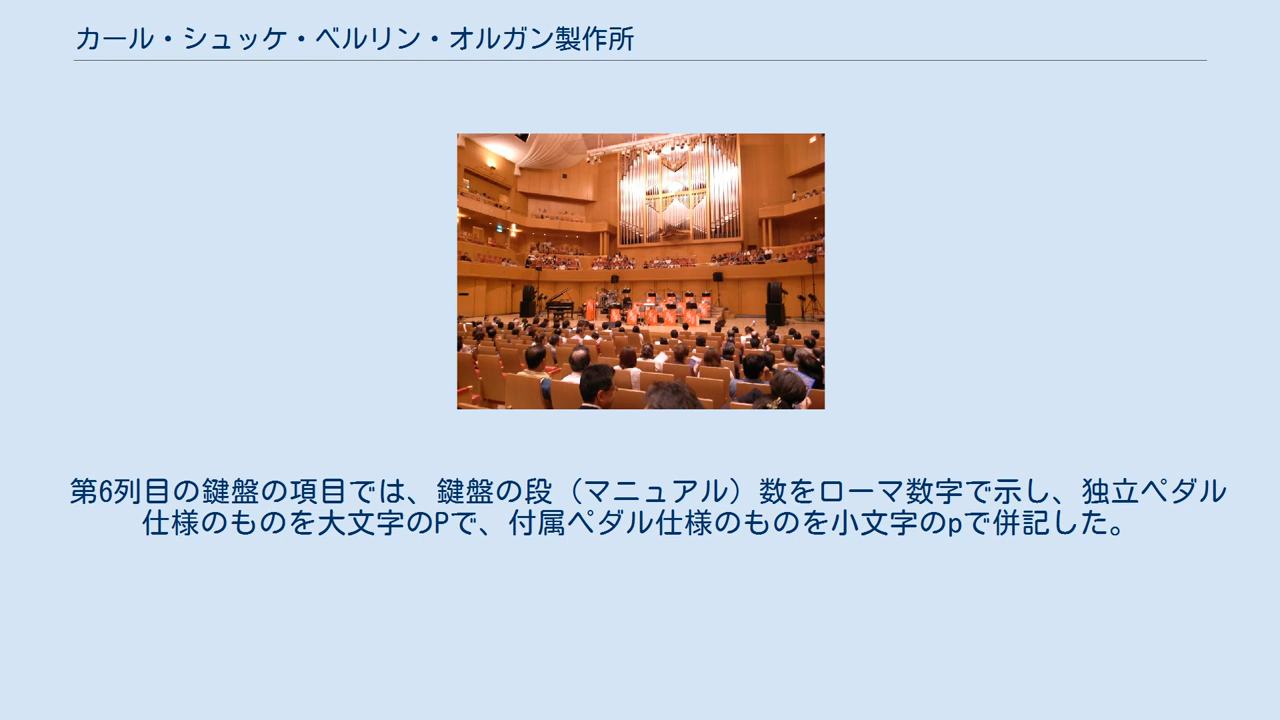 カール・シュッケ・ベルリン・オルガン製作所
第6列目の鍵盤の項目では、鍵盤の段（マニュアル）数をローマ数字で示し、独立ペダル
仕様のものを大文字のPで、付属ペダル仕様のものを小文字のpで併記した。